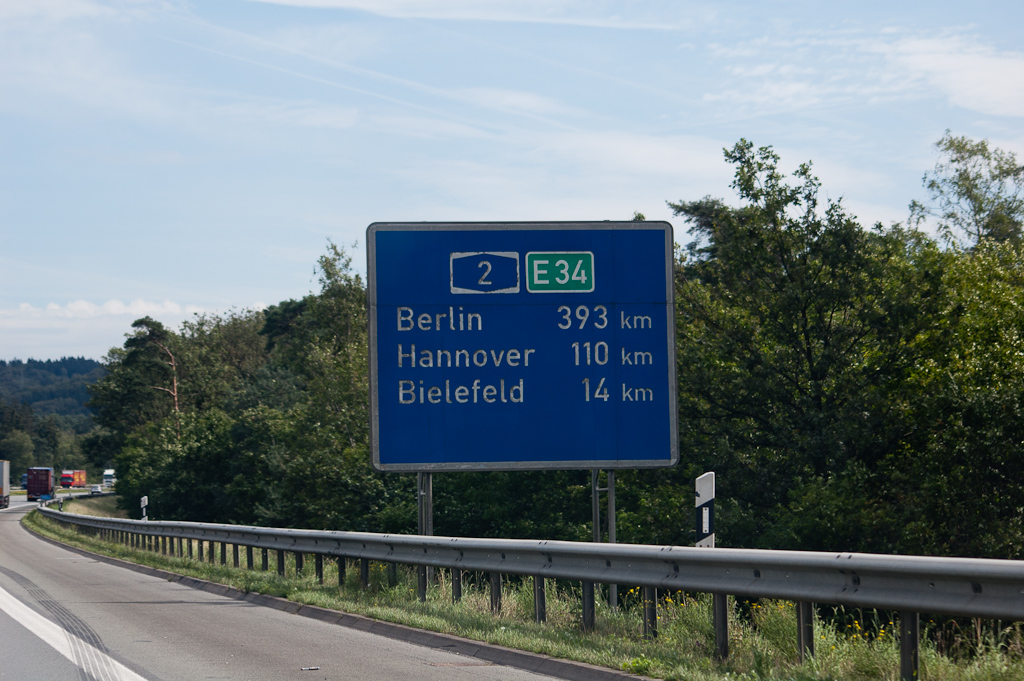 2 E34
Berlin 393 km
Hannover 110 km
Bielefeld 14 km